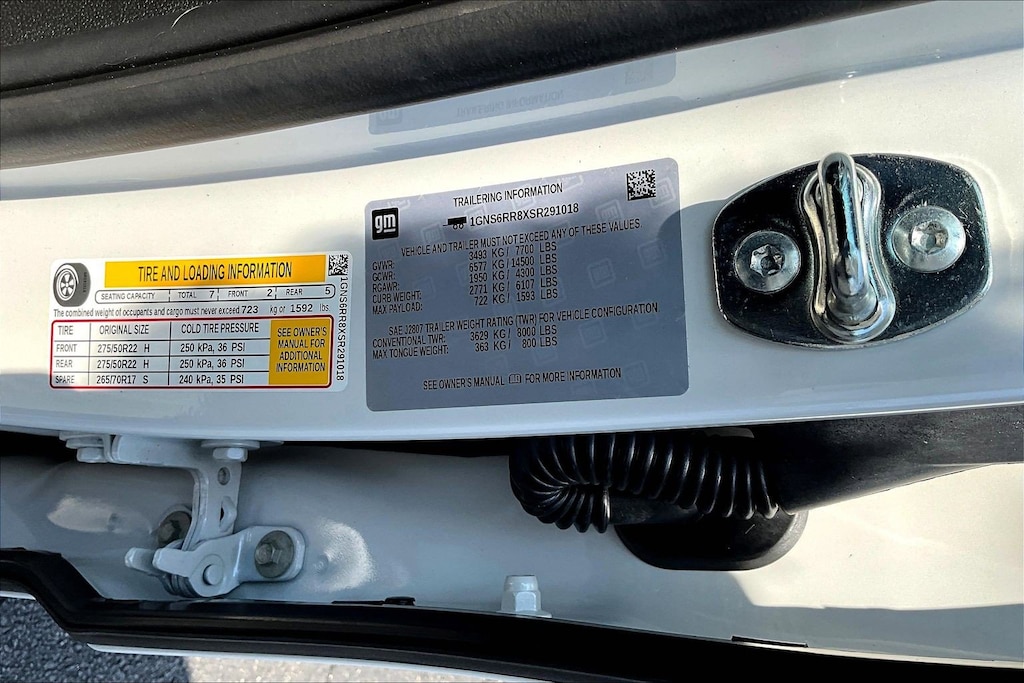 TIRE AND LOADING INFORMATION
SEATING CAPACITY TOTAL 7 FRONT 2 REAR 5
The combined weight of occupants and cargo must never exceed 723 kg or 1592 lbs
TIRE ORIGINAL SIZE COLD TIRE PRESSURE
FRONT 275/50R22 H 250 kPa, 36 PSI
REAR 275/50R22 H 250 kPa, 36 PSI
SPARE 265/70R17 S 240 kPa, 35 PSI
SEE OWNER'S
MANUAL FOR
ADDITIONAL
INFORMATION
1GNS6RR8XSR291018
gm
TRAILERING INFORMATION
1GNS6RR8XSR291018
VEHICLE AND TRAILER MUST NOT EXCEED ANY OF THESE VALUES
GVWR: 3493 KG / 7700 LBS
GCWR: 6577 KG / 14500 LBS
RGAWR: 1950 KG / 4300 LBS
CURB WEIGHT: 2771 KG / 6107 LBS
MAX PAYLOAD: 722 KG / 1593 LBS
SAE J2807 TRAILER WEIGHT RATING (TWR) FOR VEHICLE CONFIGURATION.
CONVENTIONAL TWR: 3629 KG / 8000 LBS
MAX TONGUE WEIGHT: 363 KG / 800 LBS
SEE OWNER'S MANUAL FOR MORE INFORMATION